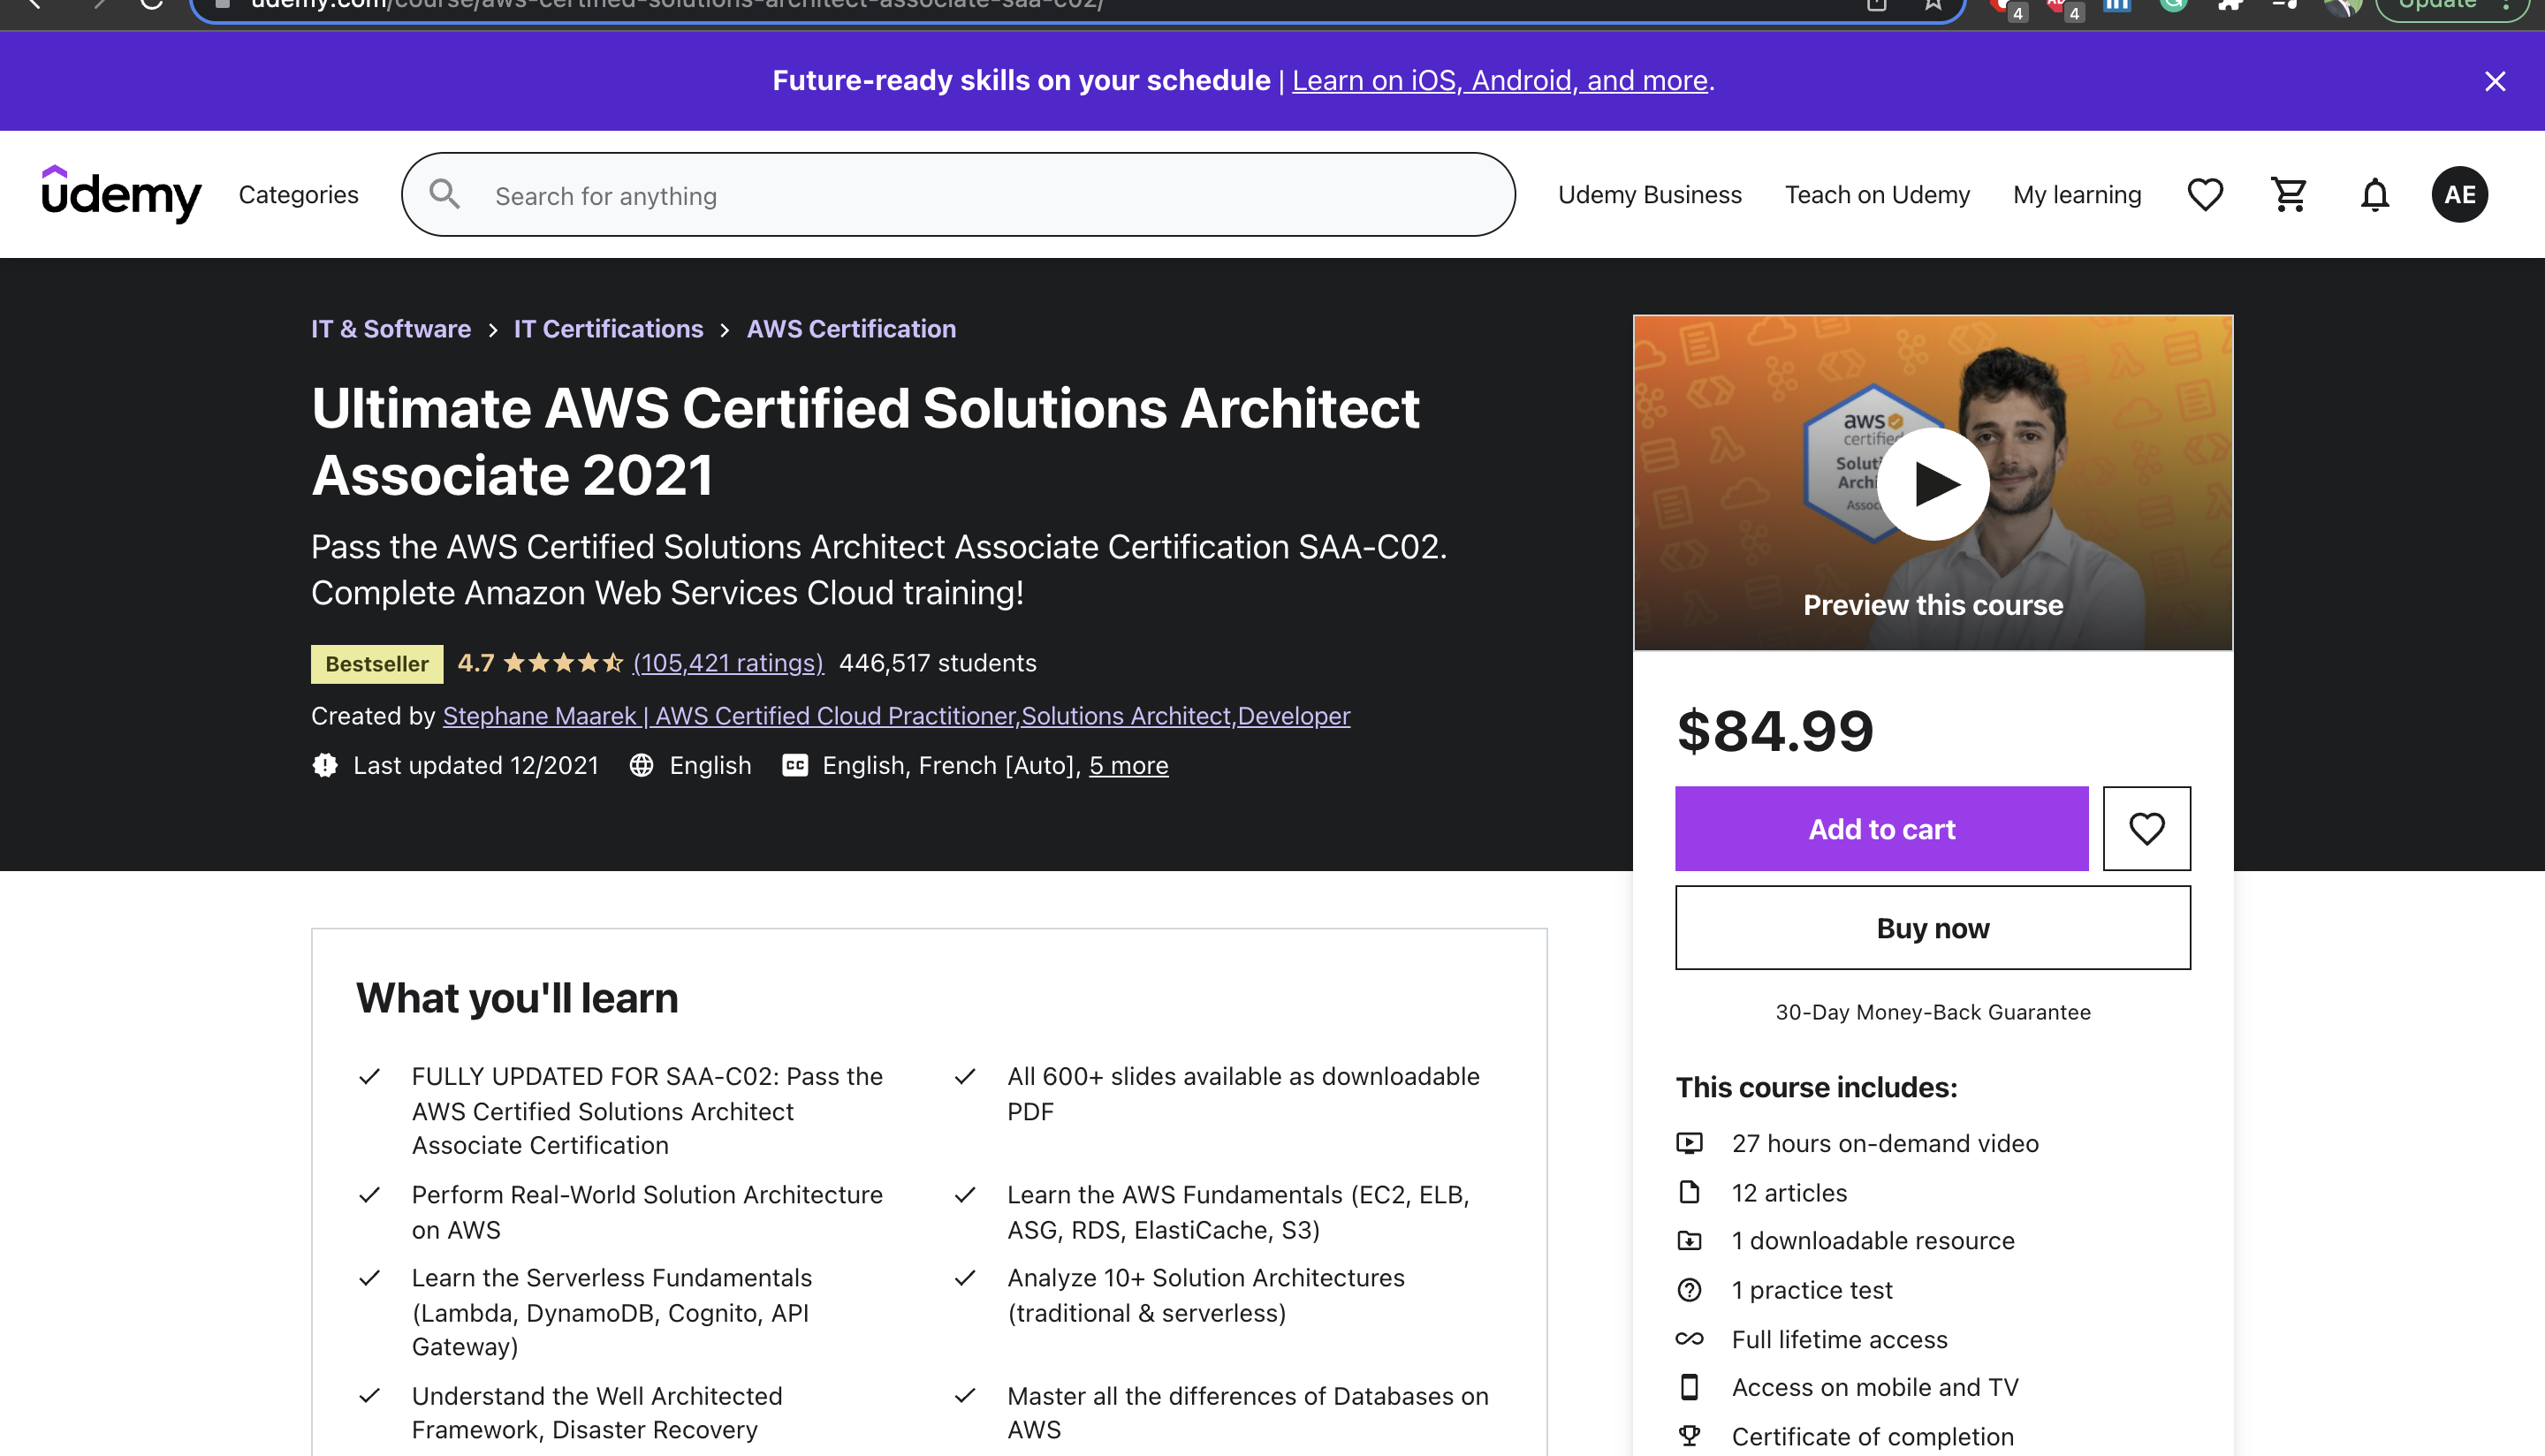 udemy.com/course/aws-certified-solutions-architect-associate-saa-c02/
4
4
Update
Future-ready skills on your schedule | Learn on iOS, Android, and more.
udemy
Categories
Search for anything
Udemy Business
Teach on Udemy
My learning
AE
IT & Software > IT Certifications > AWS Certification
Ultimate AWS Certified Solutions Architect
Associate 2021
Pass the AWS Certified Solutions Architect Associate Certification SAA-C02.
Complete Amazon Web Services Cloud training!
Bestseller 4.7 (105,421 ratings) 446,517 students
Created by Stephane Maarek | AWS Certified Cloud Practitioner,Solutions Architect,Developer
Last updated 12/2021 English CC English, French [Auto], 5 more
aws
certified
Preview this course
$84.99
Add to cart
Buy now
30-Day Money-Back Guarantee
This course includes:
27 hours on-demand video
12 articles
1 downloadable resource
1 practice test
Full lifetime access
Access on mobile and TV
Certificate of completion
What you'll learn
FULLY UPDATED FOR SAA-C02: Pass the
AWS Certified Solutions Architect
Associate Certification
All 600+ slides available as downloadable
PDF
Perform Real-World Solution Architecture
on AWS
Learn the AWS Fundamentals (EC2, ELB,
ASG, RDS, ElastiCache, S3)
Learn the Serverless Fundamentals
(Lambda, DynamoDB, Cognito, API
Gateway)
Analyze 10+ Solution Architectures
(traditional & serverless)
Understand the Well Architected
Framework, Disaster Recovery
Master all the differences of Databases on
AWS